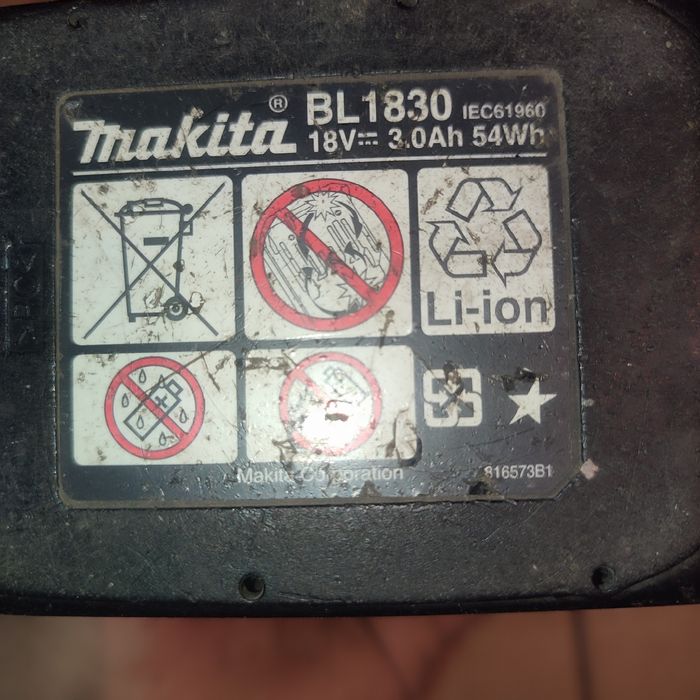 makita® BL1830 IEC61960
18V⎓ 3.0Ah 54Wh
Li-ion
Makita Corporation
816573B1